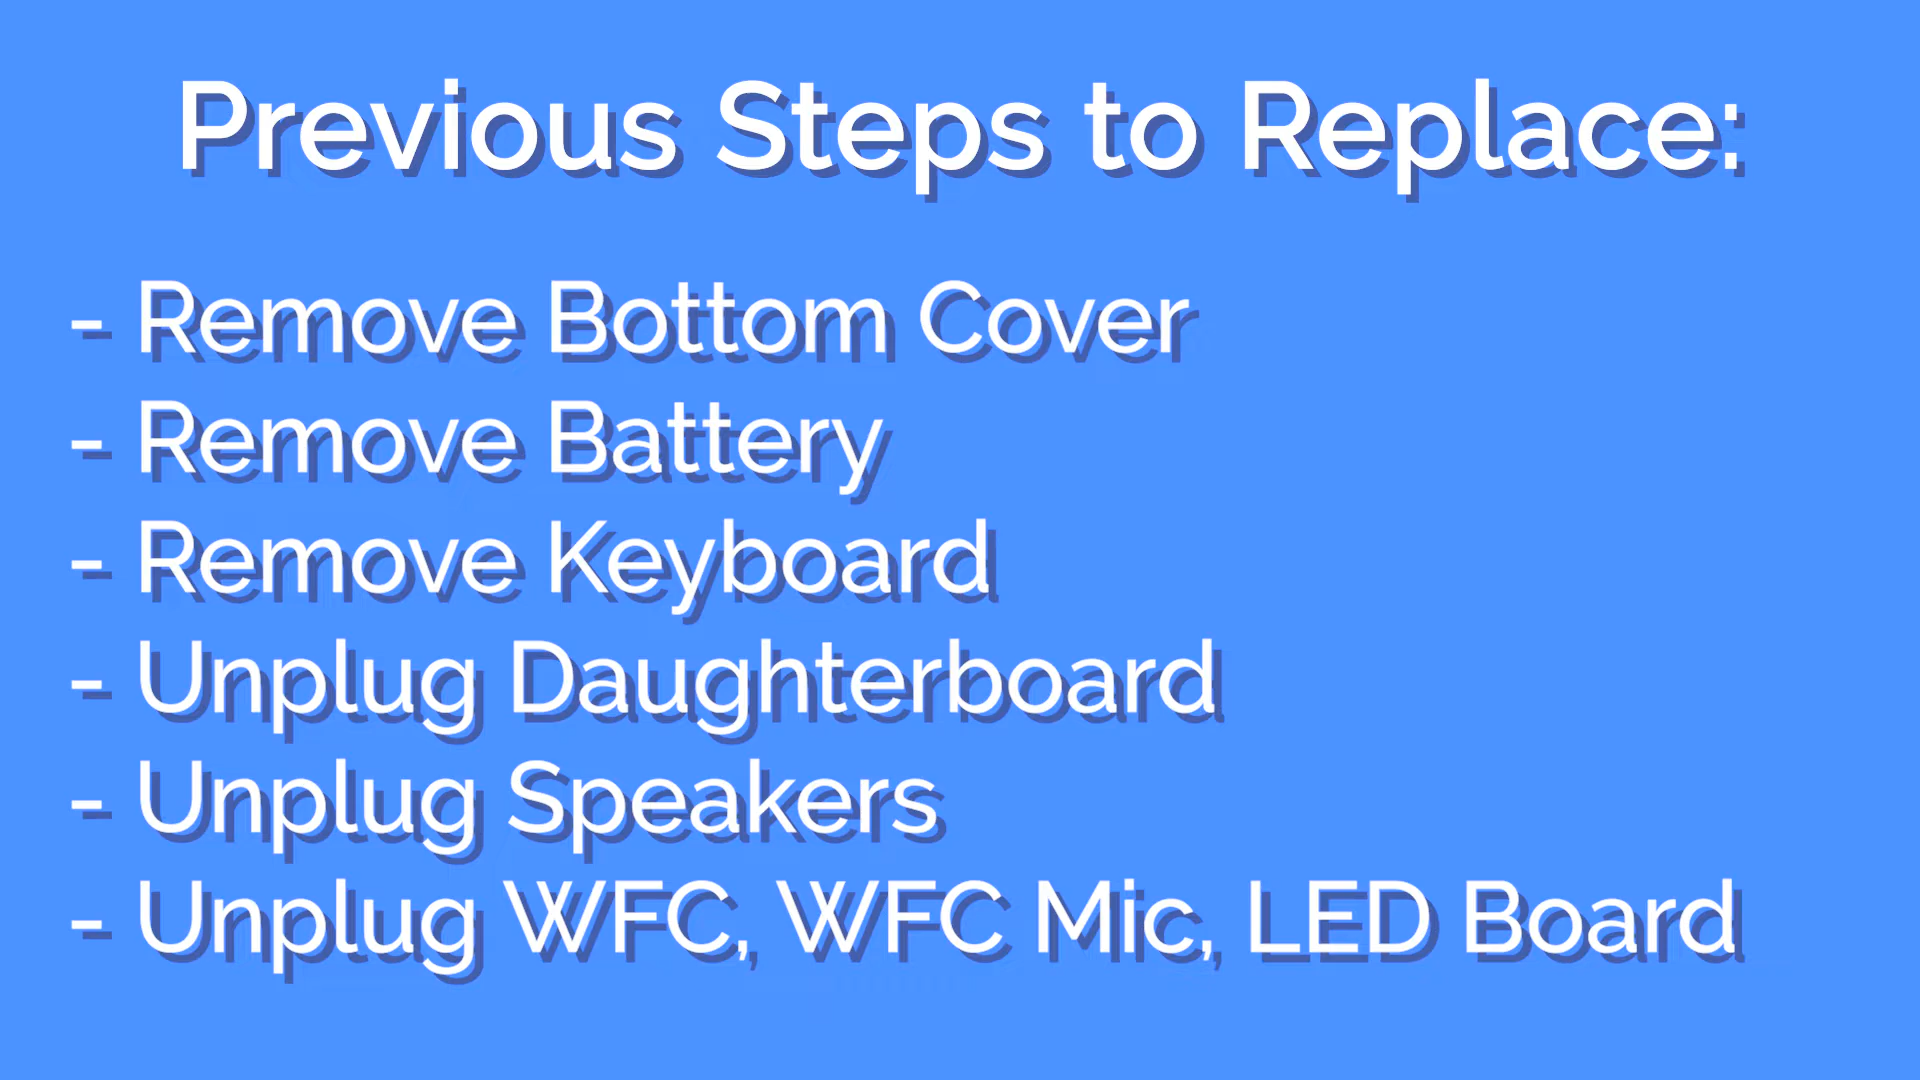 Previous Steps to Replace:
- Remove Bottom Cover
- Remove Battery
- Remove Keyboard
- Unplug Daughterboard
- Unplug Speakers
- Unplug WFC, WFC Mic, LED Board